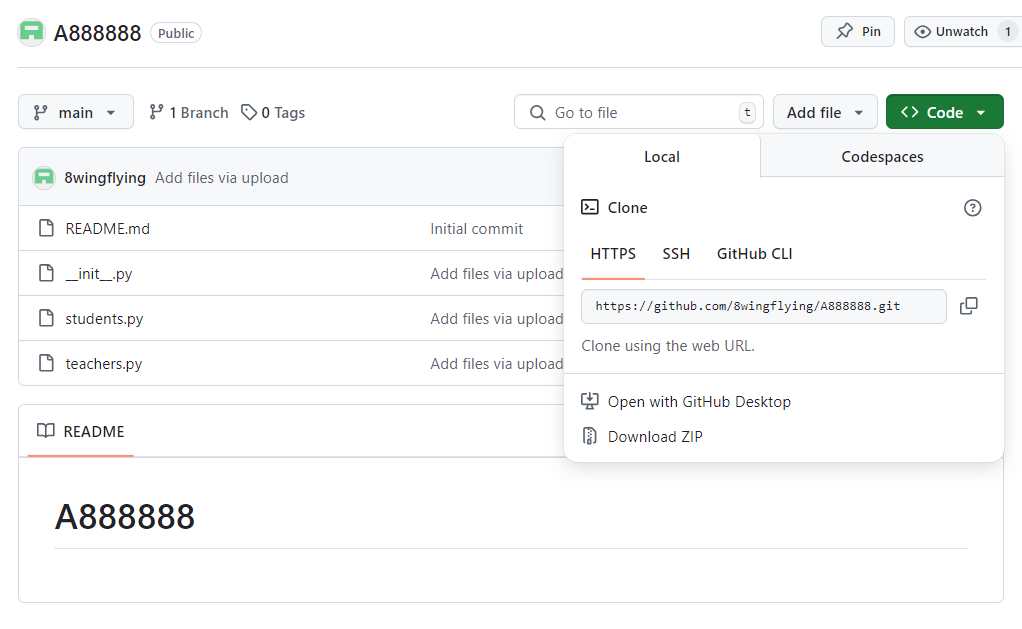 A888888 Public Pin Unwatch 1
main 1 Branch 0 Tags Go to file t Add file Code
8wingflying Add files via upload
README.md Initial commit
__init__.py Add files via upload
students.py Add files via upload
teachers.py Add files via upload
Local Codespaces
Clone
HTTPS SSH GitHub CLI
https://github.com/8wingflying/A888888.git
Clone using the web URL.
Open with GitHub Desktop
Download ZIP
README
A888888